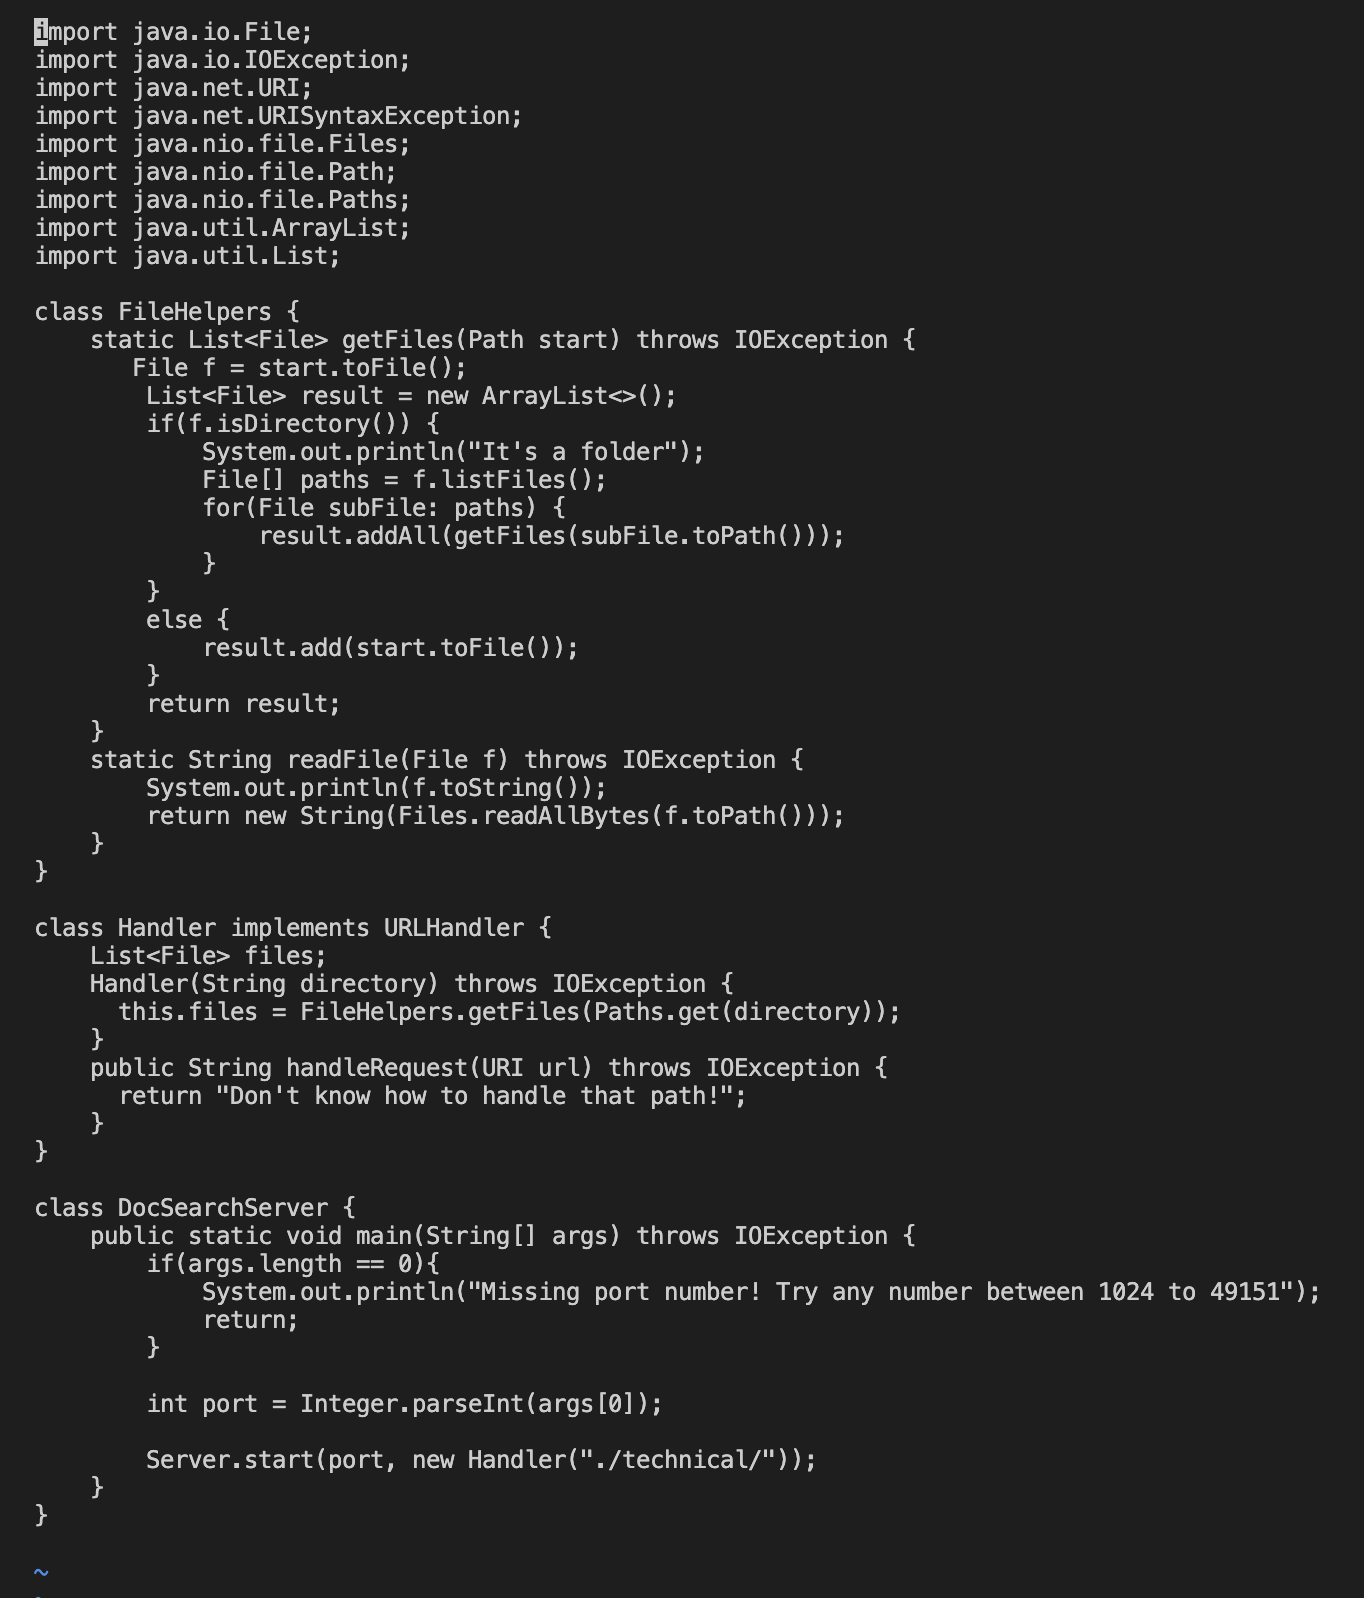 import java.io.File;
import java.io.IOException;
import java.net.URI;
import java.net.URISyntaxException;
import java.nio.file.Files;
import java.nio.file.Path;
import java.nio.file.Paths;
import java.util.ArrayList;
import java.util.List;

class FileHelpers {
    static List<File> getFiles(Path start) throws IOException {
       File f = start.toFile();
        List<File> result = new ArrayList<>();
        if(f.isDirectory()) {
            System.out.println("It's a folder");
            File[] paths = f.listFiles();
            for(File subFile: paths) {
                result.addAll(getFiles(subFile.toPath()));
            }
        }
        else {
            result.add(start.toFile());
        }
        return result;
    }
    static String readFile(File f) throws IOException {
        System.out.println(f.toString());
        return new String(Files.readAllBytes(f.toPath()));
    }
}

class Handler implements URLHandler {
    List<File> files;
    Handler(String directory) throws IOException {
      this.files = FileHelpers.getFiles(Paths.get(directory));
    }
    public String handleRequest(URI url) throws IOException {
      return "Don't know how to handle that path!";
    }
}

class DocSearchServer {
    public static void main(String[] args) throws IOException {
        if(args.length == 0){
            System.out.println("Missing port number! Try any number between 1024 to 49151");
            return;
        }

        int port = Integer.parseInt(args[0]);

        Server.start(port, new Handler("./technical/"));
    }
}

~